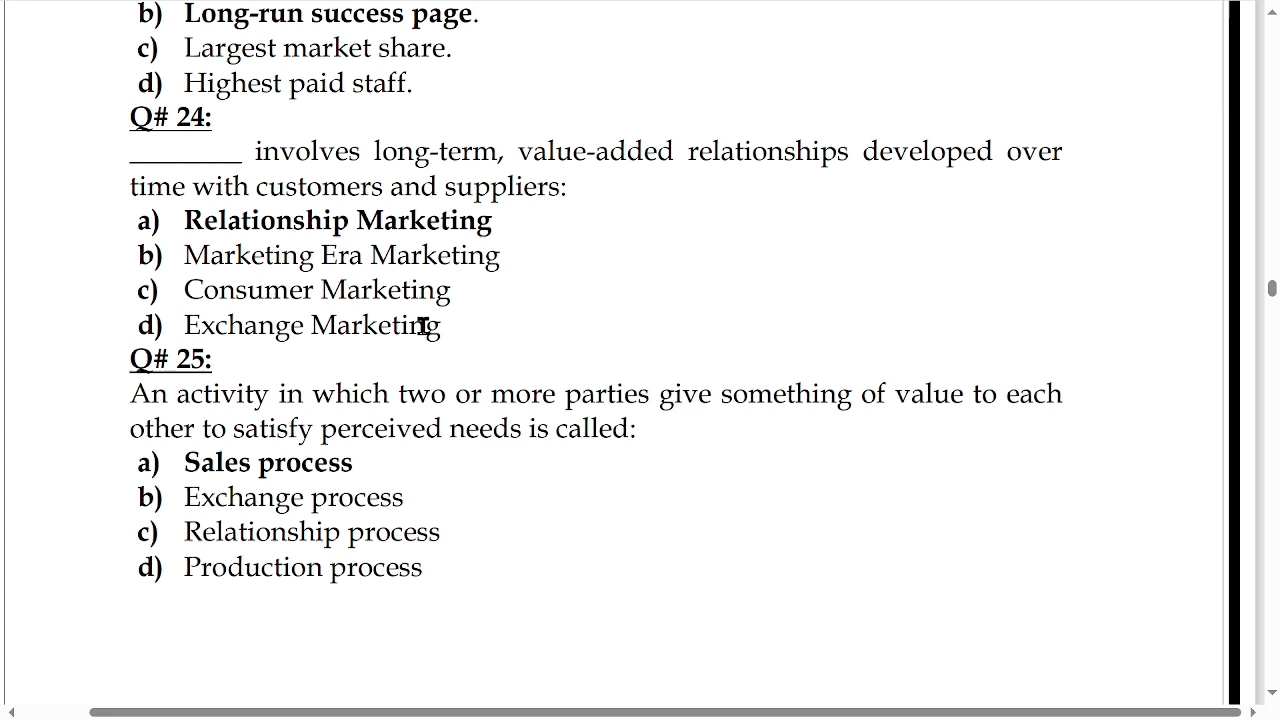 b) Long-run success page.
c) Largest market share.
d) Highest paid staff.
Q# 24:
________ involves long-term, value-added relationships developed over
time with customers and suppliers:
a) Relationship Marketing
b) Marketing Era Marketing
c) Consumer Marketing
d) Exchange Marketing
Q# 25:
An activity in which two or more parties give something of value to each
other to satisfy perceived needs is called:
a) Sales process
b) Exchange process
c) Relationship process
d) Production process